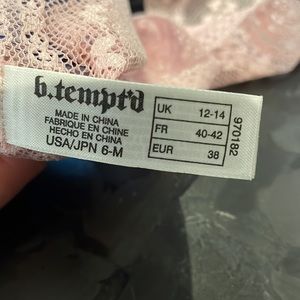 b.tempt'd
MADE IN CHINA
FABRIQUÉ EN CHINE
HECHO EN CHINA
USA/JPN 6-M
UK 12-14
FR 40-42
EUR 38
970182